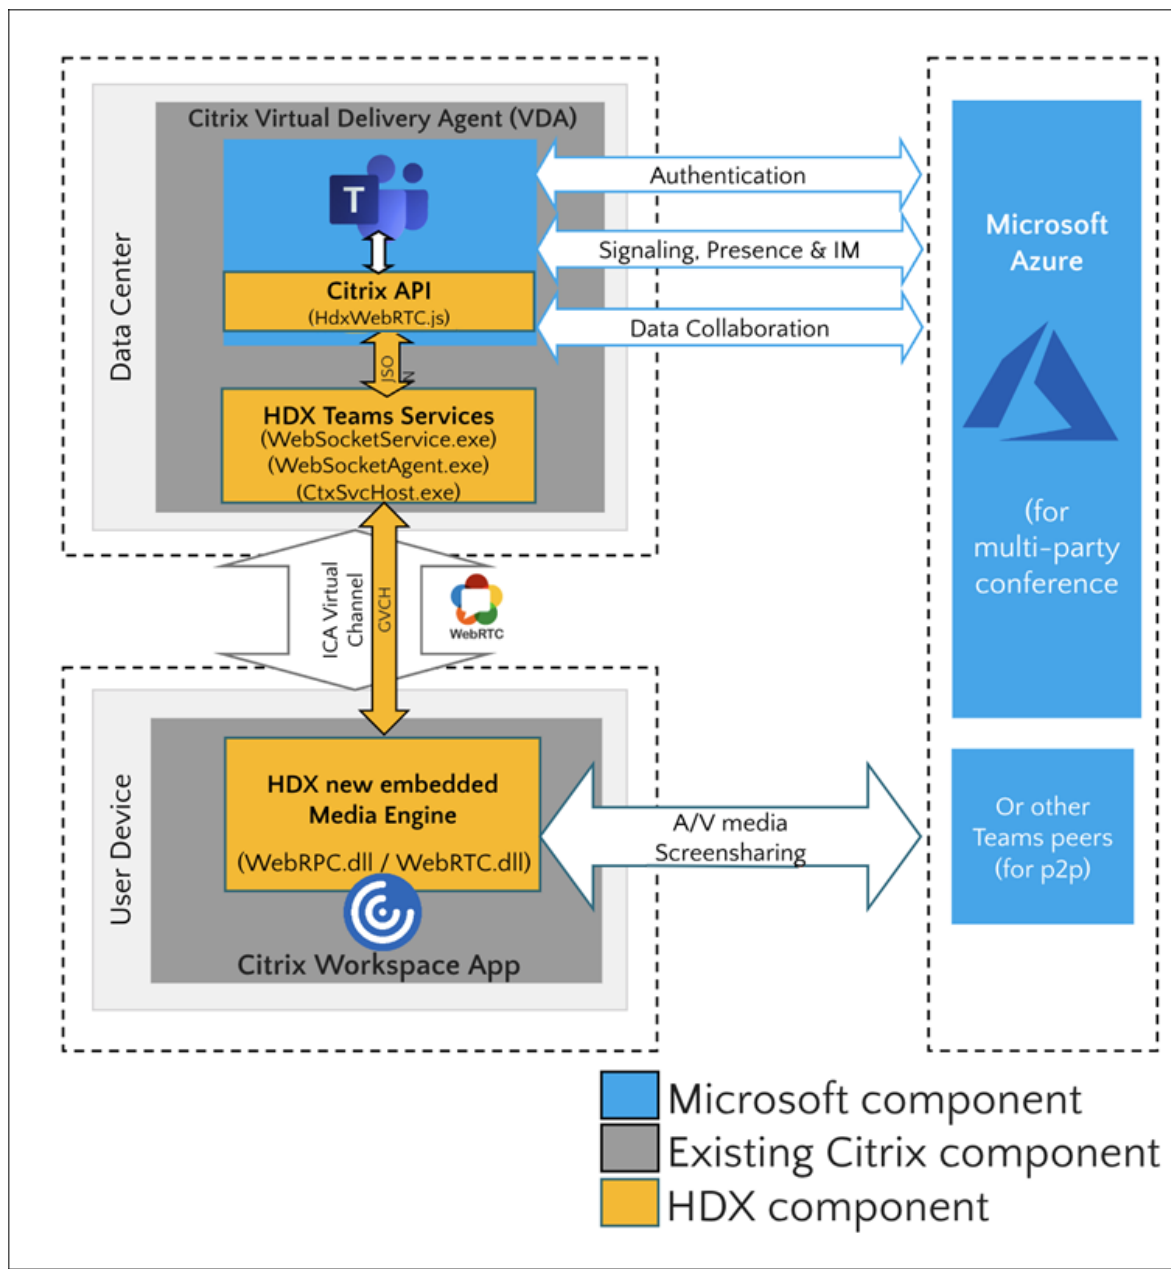 Citrix Virtual Delivery Agent (VDA)
T
Citrix API
(HdxWebRTC.js)
JSO
N
HDX Teams Services
(WebSocketService.exe)
(WebSocketAgent.exe)
(CtxSvcHost.exe)
Data Center
Authentication
Signaling, Presence & IM
Data Collaboration
Microsoft
Azure
(for
multi-party
conference
ICA Virtual
Channel
GVCH
WebRTC
User Device
HDX new embedded
Media Engine
(WebRPC.dll / WebRTC.dll)
Citrix Workspace App
A/V media
Screensharing
Or other
Teams peers
(for p2p)
Microsoft component
Existing Citrix component
HDX component